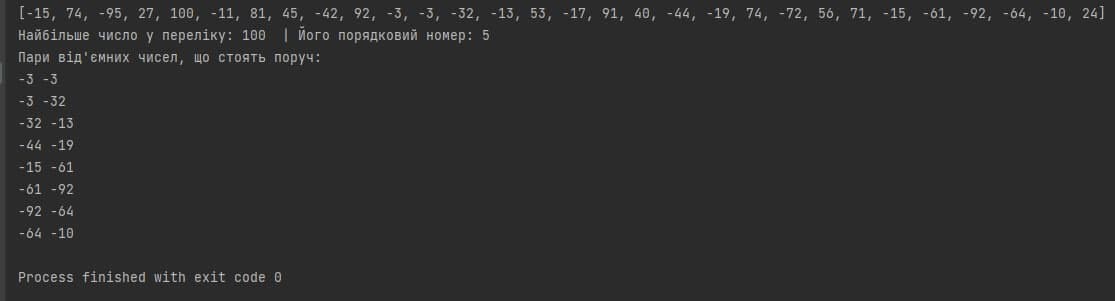 [-15, 74, -95, 27, 100, -11, 81, 45, -42, 92, -3, -3, -32, -13, 53, -17, 91, 40, -44, -19, 74, -72, 56, 71, -15, -61, -92, -64, -10, 24]
Найбільше число у переліку: 100  | Його порядковий номер: 5
Пари від'ємних чисел, що стоять поруч:
-3 -3
-3 -32
-32 -13
-44 -19
-15 -61
-61 -92
-92 -64
-64 -10
Process finished with exit code 0